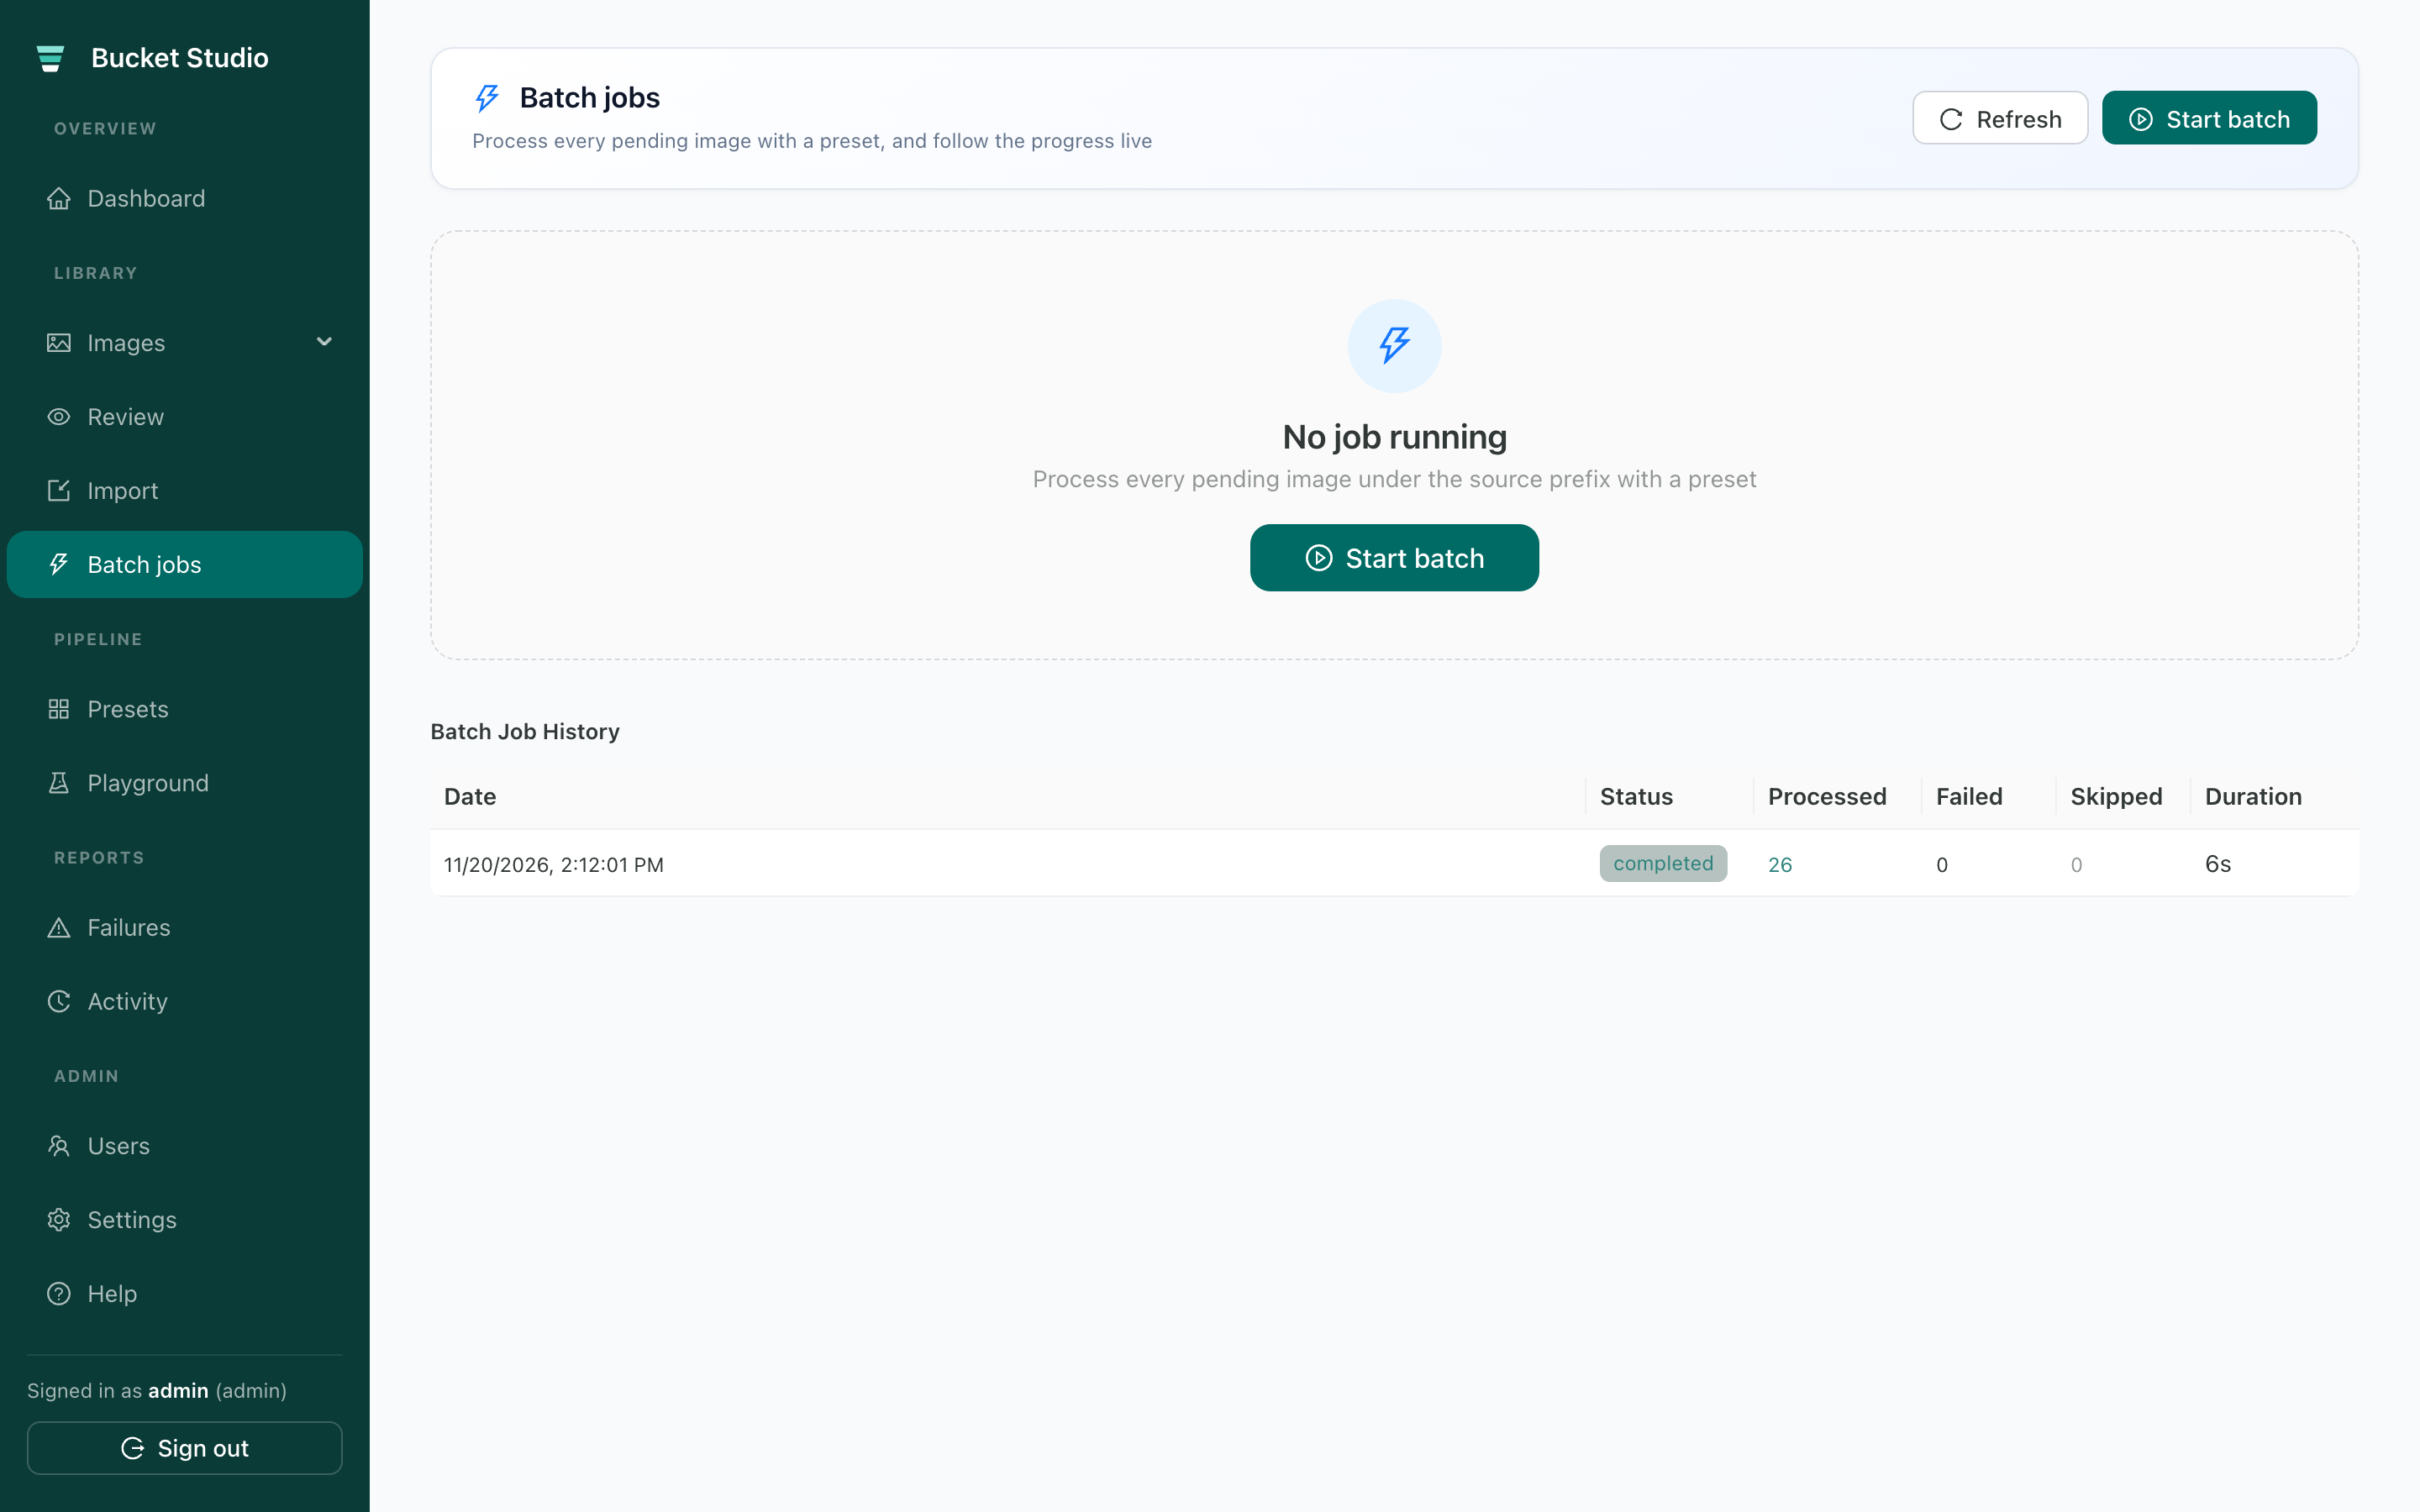 Bucket Studio
OVERVIEW
Dashboard
LIBRARY
Images
Review
Import
Batch jobs
PIPELINE
Presets
Playground
REPORTS
Failures
Activity
ADMIN
Users
Settings
Help
Signed in as admin (admin)
Sign out
Batch jobs
Process every pending image with a preset, and follow the progress live
Refresh
Start batch
No job running
Process every pending image under the source prefix with a preset
Start batch
Batch Job History
Date Status Processed Failed Skipped Duration
11/20/2026, 2:12:01 PM completed 26 0 0 6s